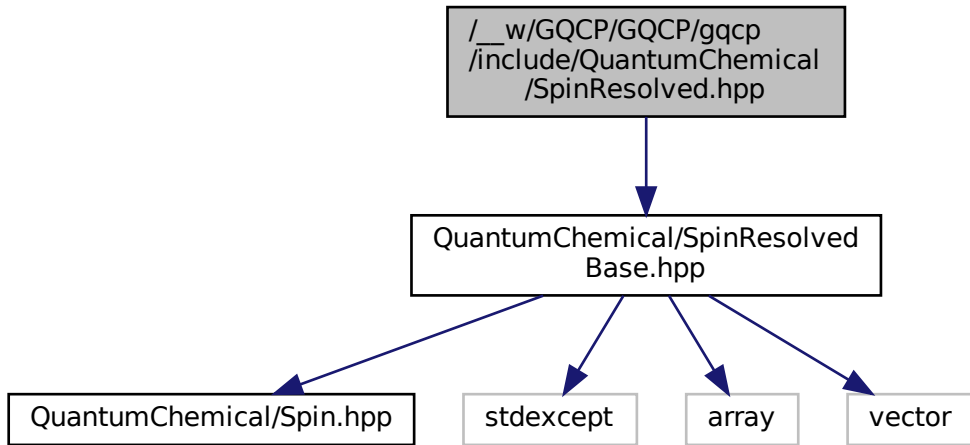 /__w/GQCP/GQCP/gqcp
/include/QuantumChemical
/SpinResolved.hpp
QuantumChemical/SpinResolved
Base.hpp
QuantumChemical/Spin.hpp
stdexcept
array
vector